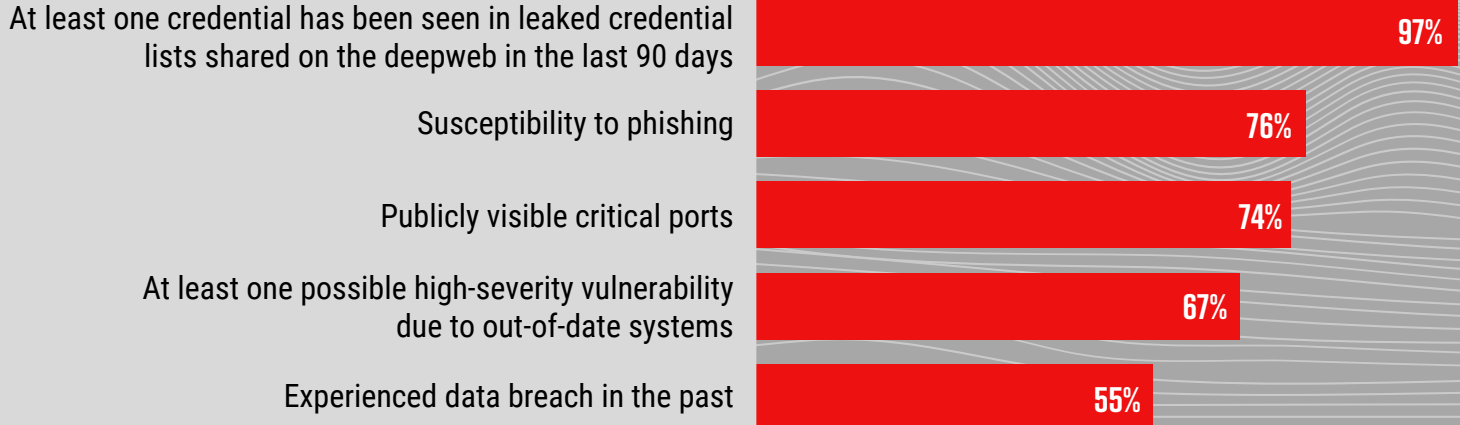 At least one credential has been seen in leaked credential
lists shared on the deepweb in the last 90 days
97%
Susceptibility to phishing
76%
Publicly visible critical ports
74%
At least one possible high-severity vulnerability
due to out-of-date systems
67%
Experienced data breach in the past
55%